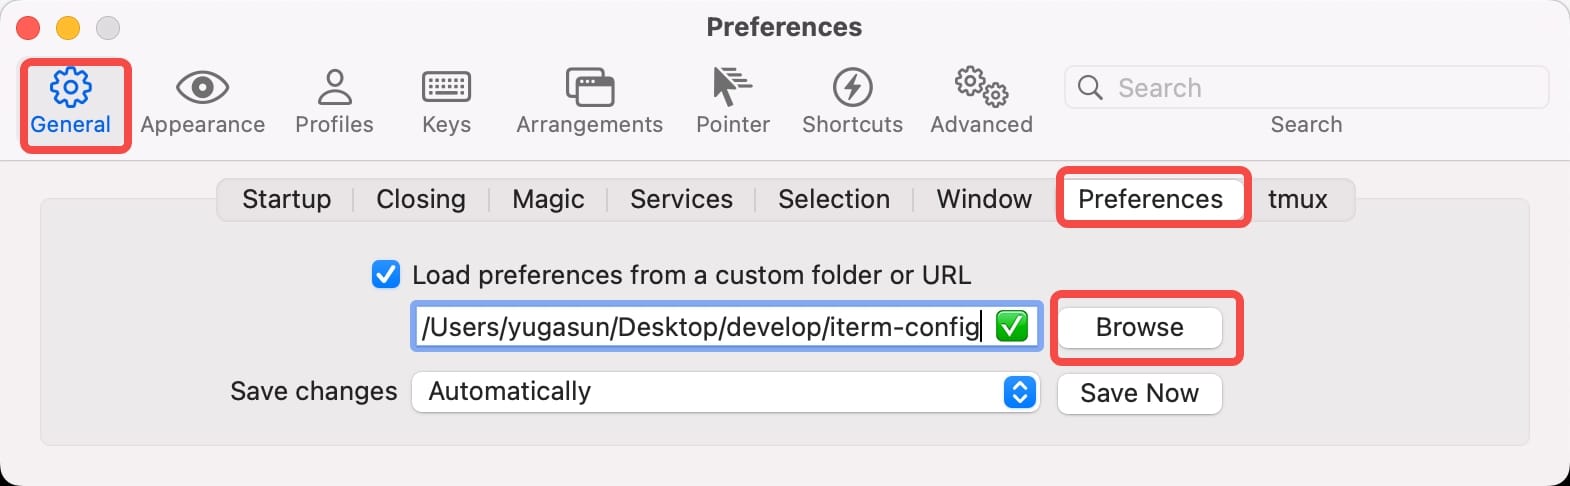 Preferences
General Appearance Profiles Keys Arrangements Pointer Shortcuts Advanced Search
Search
Startup Closing Magic Services Selection Window Preferences tmux
Load preferences from a custom folder or URL
/Users/yugasun/Desktop/develop/iterm-config Browse
Save changes Automatically Save Now